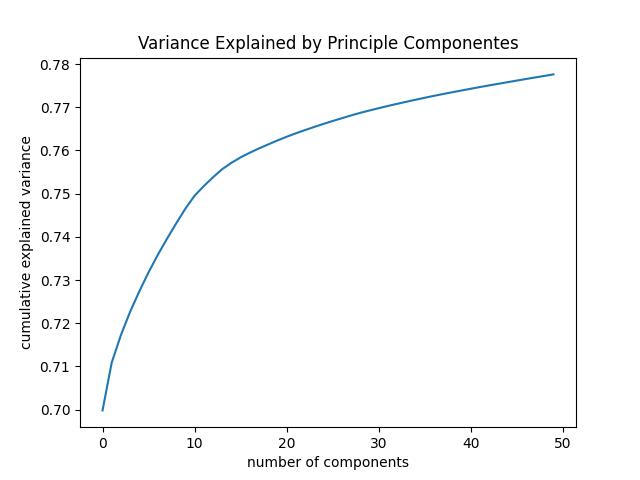 Variance Explained by Principle Componentes
0.78
0.77
0.76
0.75
0.74
0.73
0.72
0.71
0.70
cumulative explained variance
0 10 20 30 40 50
number of components